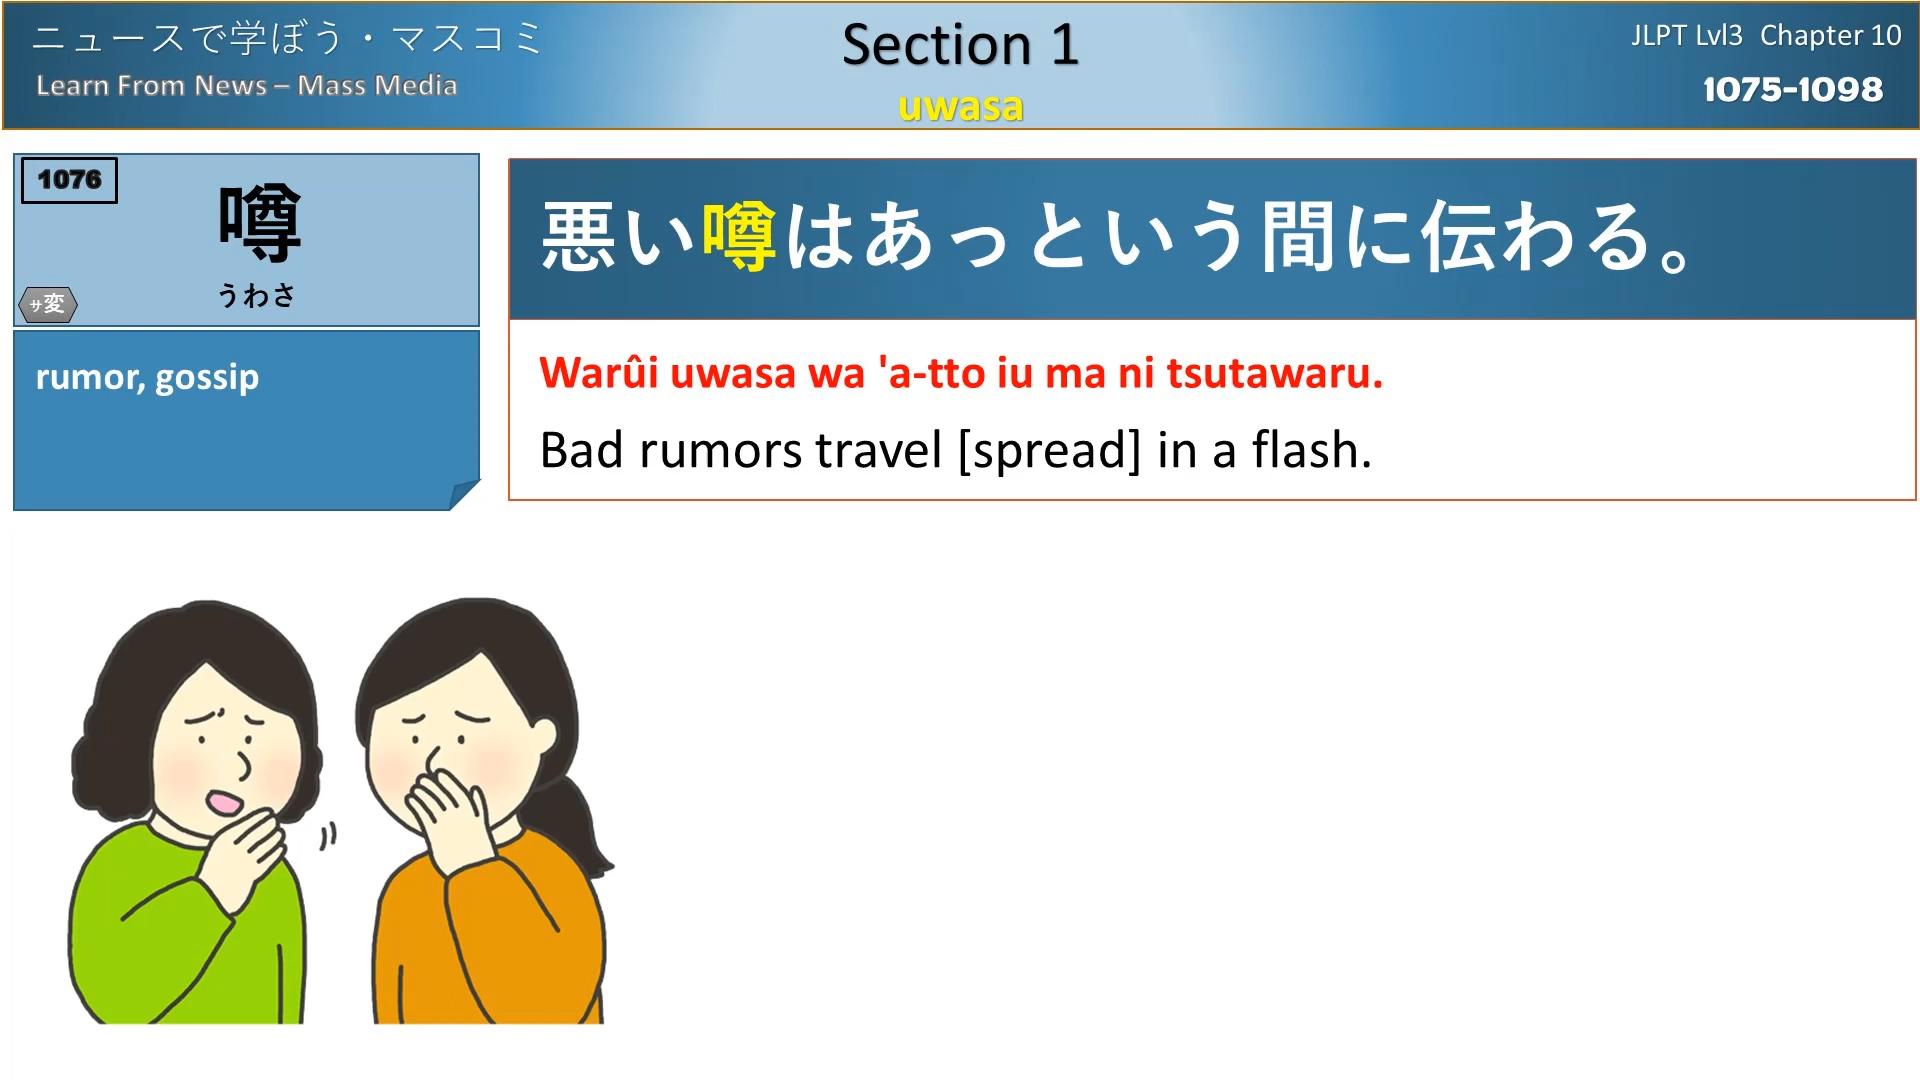 ニュースで学ぼう・マスコミ
Learn From News – Mass Media
Section 1
uwasa
JLPT Lvl3 Chapter 10
1075-1098
1076
噂
うわさ
サ変
rumor, gossip
悪い噂はあっという間に伝わる。
Warûi uwasa wa 'a-tto iu ma ni tsutawaru.
Bad rumors travel [spread] in a flash.